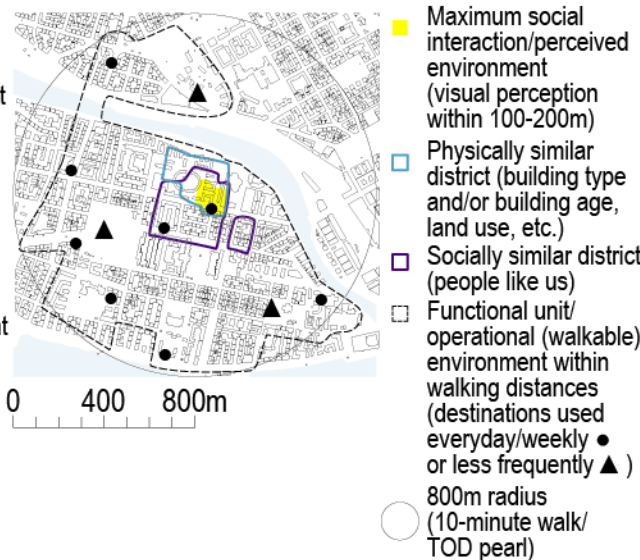 Maximum social
interaction/perceived
environment
(visual perception
within 100-200m)
Physically similar
district (building type
and/or building age,
land use, etc.)
Socially similar district
(people like us)
Functional unit/
operational (walkable)
environment within
walking distances
(destinations used
everyday/weekly ●
or less frequently ▲ )
800m radius
(10-minute walk/
TOD pearl)
0 400 800m